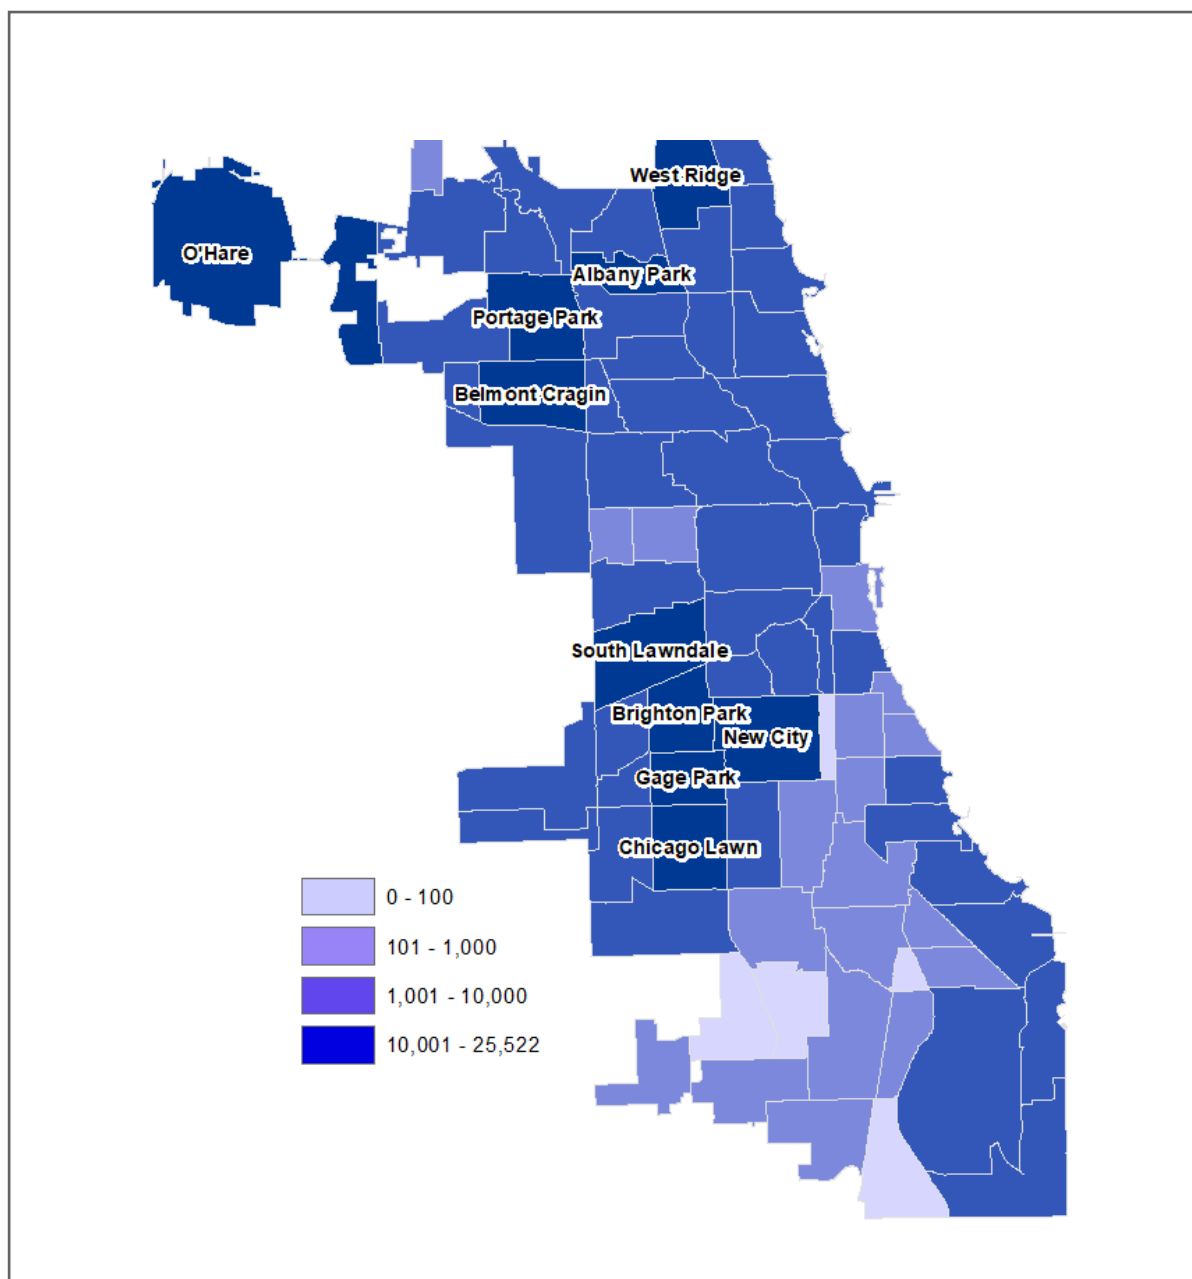 West Ridge
O'Hare
Albany Park
Portage Park
Belmont Cragin
South Lawndale
Brighton Park
New City
Gage Park
Chicago Lawn
0 - 100
101 - 1,000
1,001 - 10,000
10,001 - 25,522